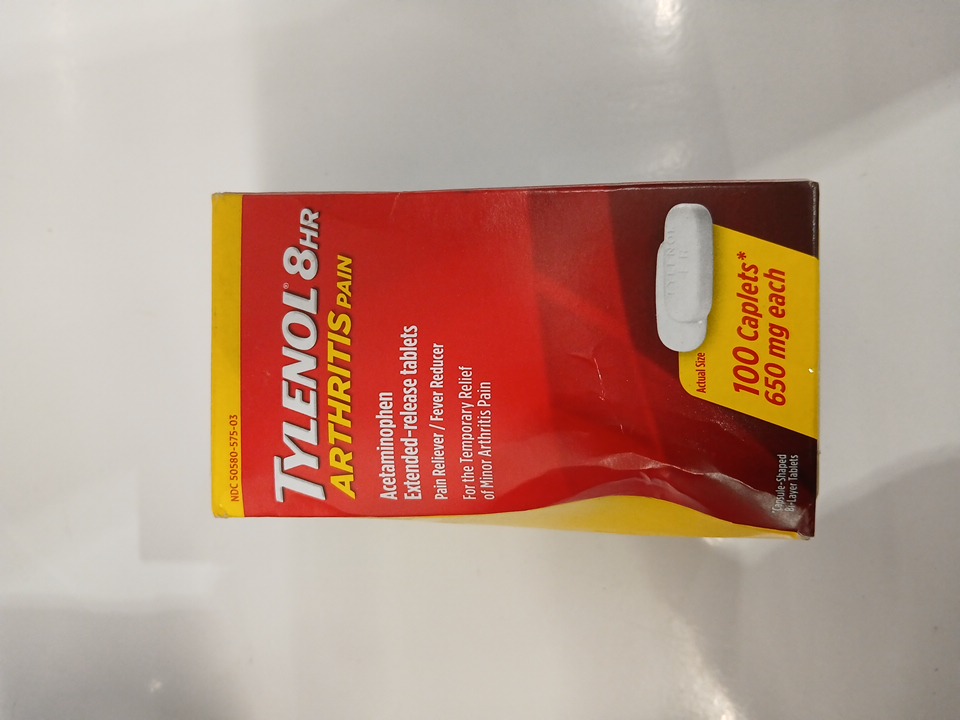 NDC 50580-575-03
TYLENOL® 8HR
ARTHRITIS PAIN
Acetaminophen
Extended-release tablets
Pain Reliever / Fever Reducer
For the Temporary Relief
of Minor Arthritis Pain
Actual Size
100 Caplets*
650 mg each
*Capsule-Shaped
Bi-Layer Tablets